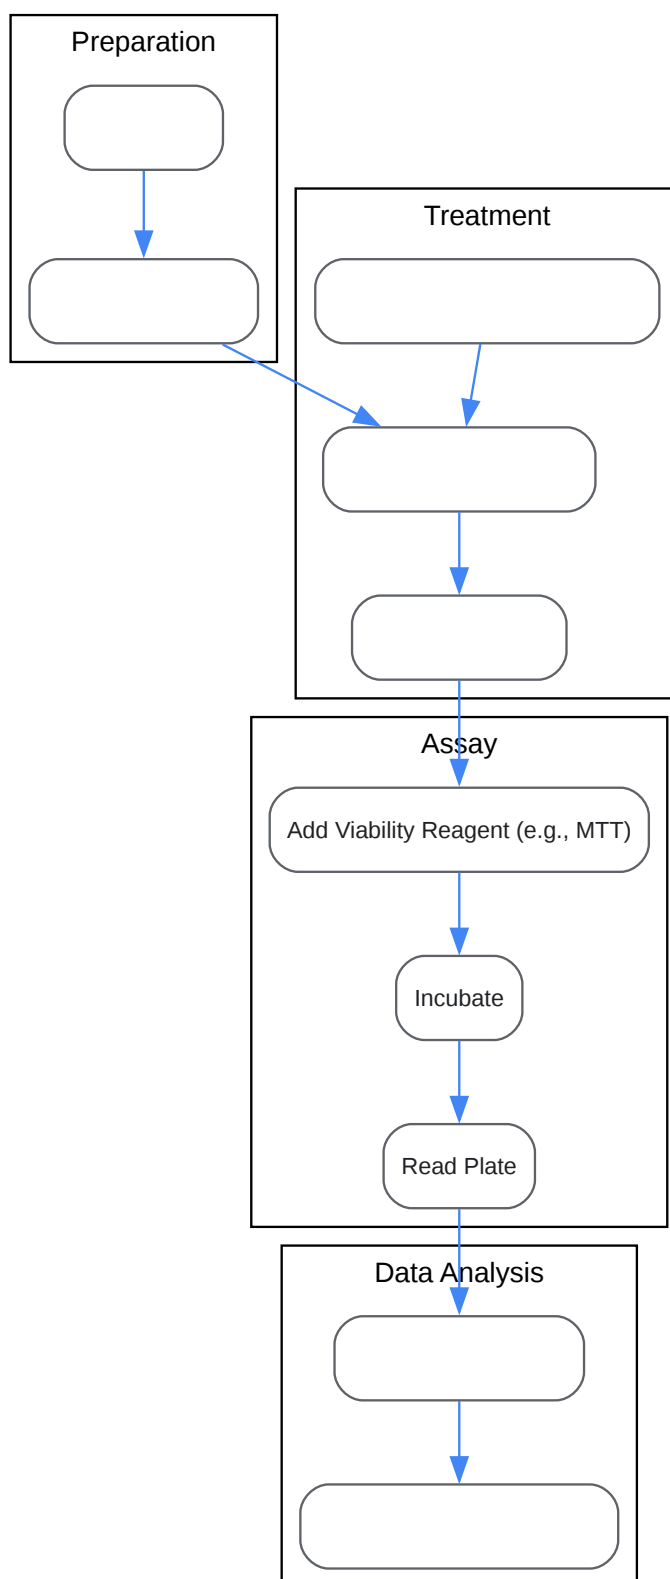 Preparation
Treatment
Assay
Add Viability Reagent (e.g., MTT)
Incubate
Read Plate
Data Analysis